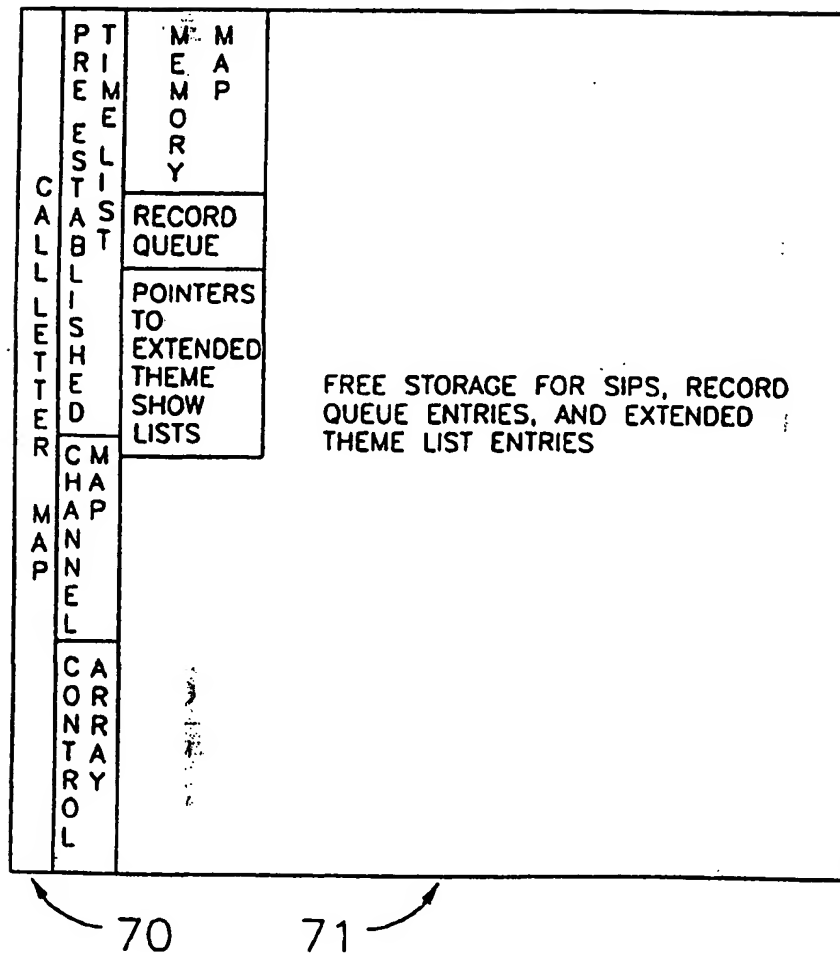 CALL LETTER MAP
PRE ESTABLISHED
TIME LIST
CHANNEL
MAP
CONTROL
ARRAY
MEMORY
MAP
RECORD
QUEUE
POINTERS
TO
EXTENDED
THEME
SHOW
LISTS
FREE STORAGE FOR SIPS, RECORD
QUEUE ENTRIES, AND EXTENDED
THEME LIST ENTRIES
70
71